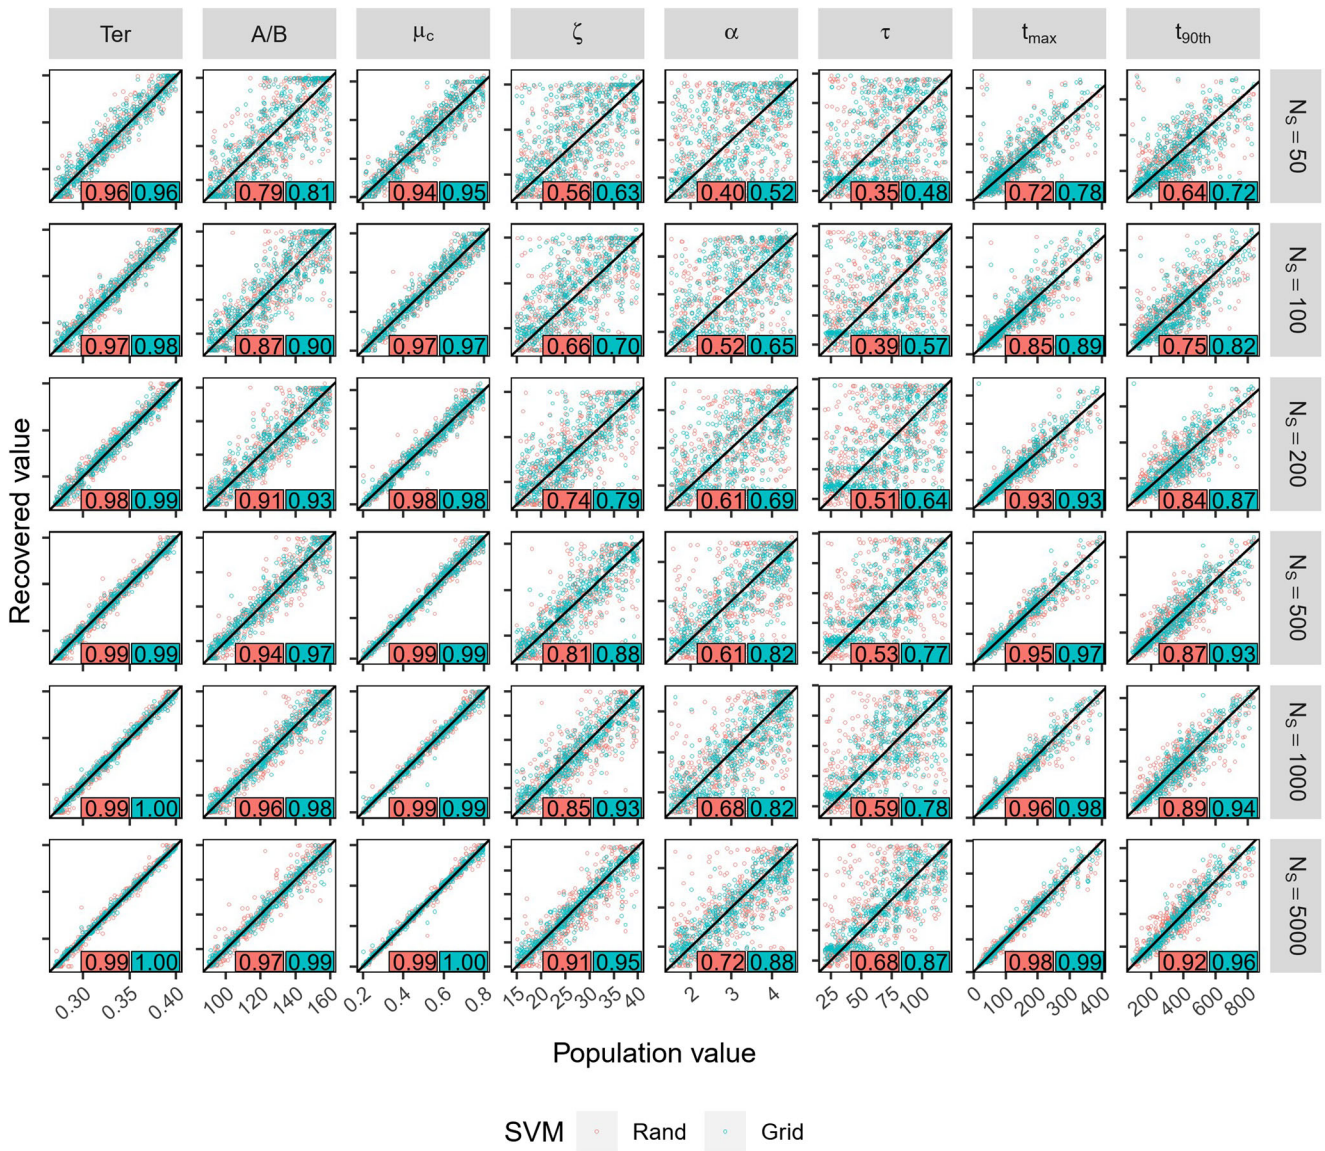 Ter A/B μc ζ α τ tmax t90th
0.96 0.96 0.79 0.81 0.94 0.95 0.56 0.63 0.40 0.52 0.35 0.48 0.72 0.78 0.64 0.72
NS = 50
0.97 0.98 0.87 0.90 0.97 0.97 0.66 0.70 0.52 0.65 0.39 0.57 0.85 0.89 0.75 0.82
NS = 100
0.98 0.99 0.91 0.93 0.98 0.98 0.74 0.79 0.61 0.69 0.51 0.64 0.93 0.93 0.84 0.87
NS = 200
0.99 0.99 0.94 0.97 0.99 0.99 0.81 0.88 0.61 0.82 0.53 0.77 0.95 0.97 0.87 0.93
NS = 500
0.99 1.00 0.96 0.98 0.99 0.99 0.85 0.93 0.68 0.82 0.59 0.78 0.96 0.98 0.89 0.94
NS = 1000
0.99 1.00 0.97 0.99 0.99 1.00 0.91 0.95 0.72 0.88 0.68 0.87 0.98 0.99 0.92 0.96
NS = 5000
Recovered value
0.30 0.35 0.40 100 120 140 160 0.2 0.4 0.6 0.8 15 20 25 30 35 40 2 3 4 25 50 75 100 0 100 200 300 400 200 400 600 800
Population value
SVM Rand Grid